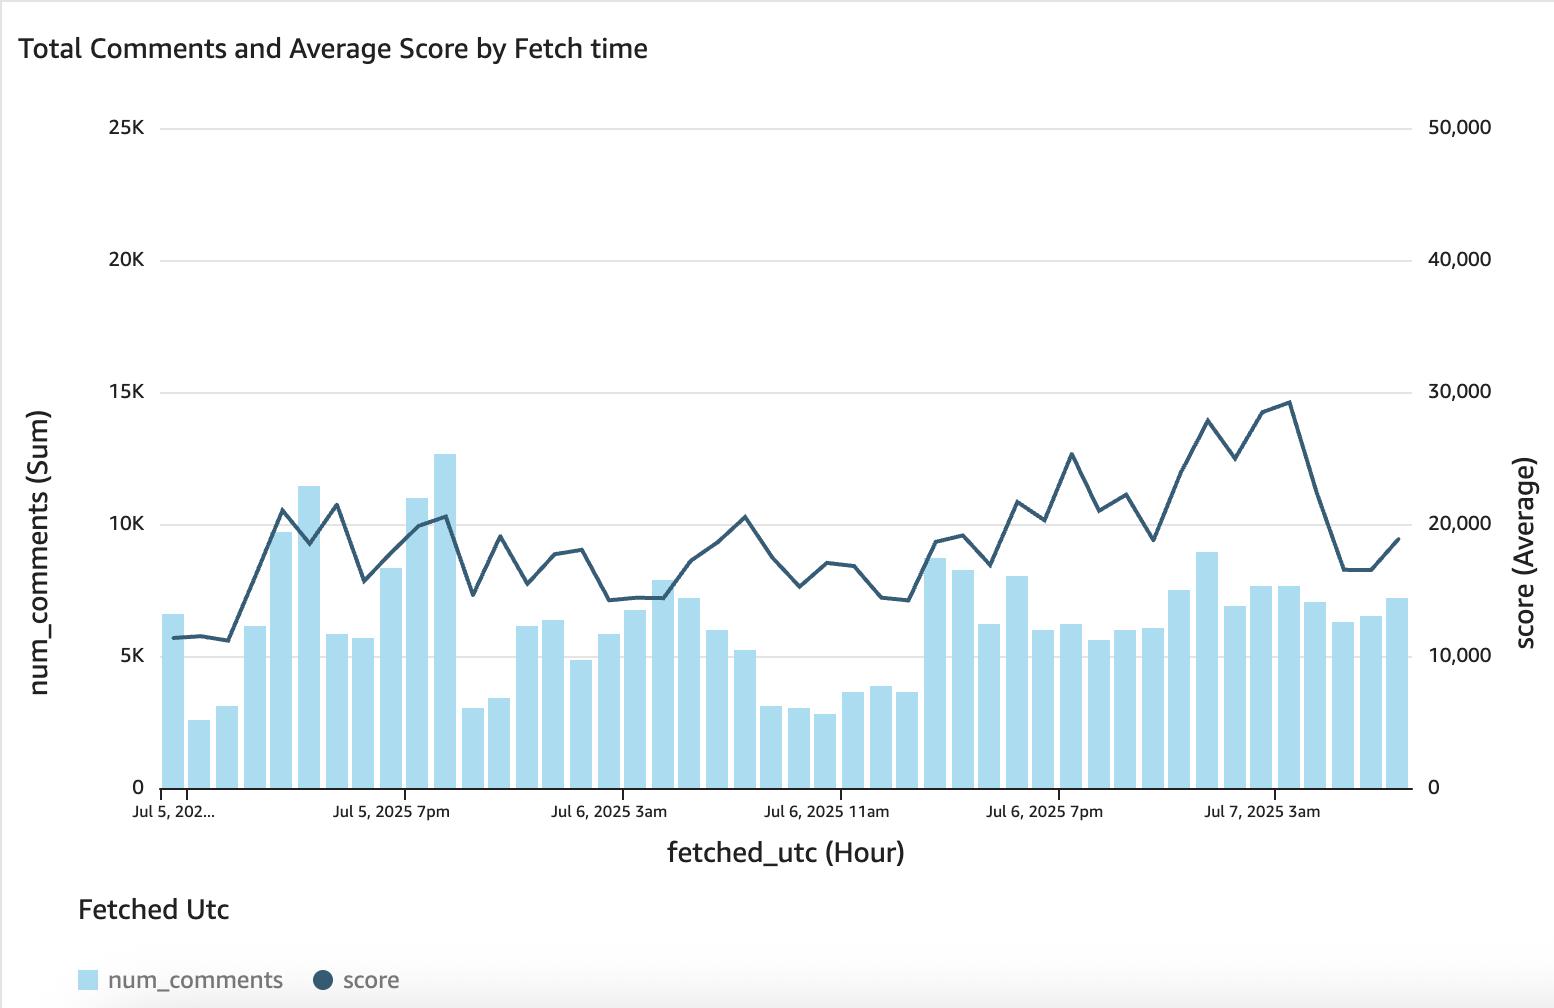 Total Comments and Average Score by Fetch time
25K
50,000
20K
40,000
15K
30,000
10K
20,000
5K
10,000
0
0
num_comments (Sum)
score (Average)
Jul 5, 202...
Jul 5, 2025 7pm
Jul 6, 2025 3am
Jul 6, 2025 11am
Jul 6, 2025 7pm
Jul 7, 2025 3am
fetched_utc (Hour)
Fetched Utc
num_comments
score